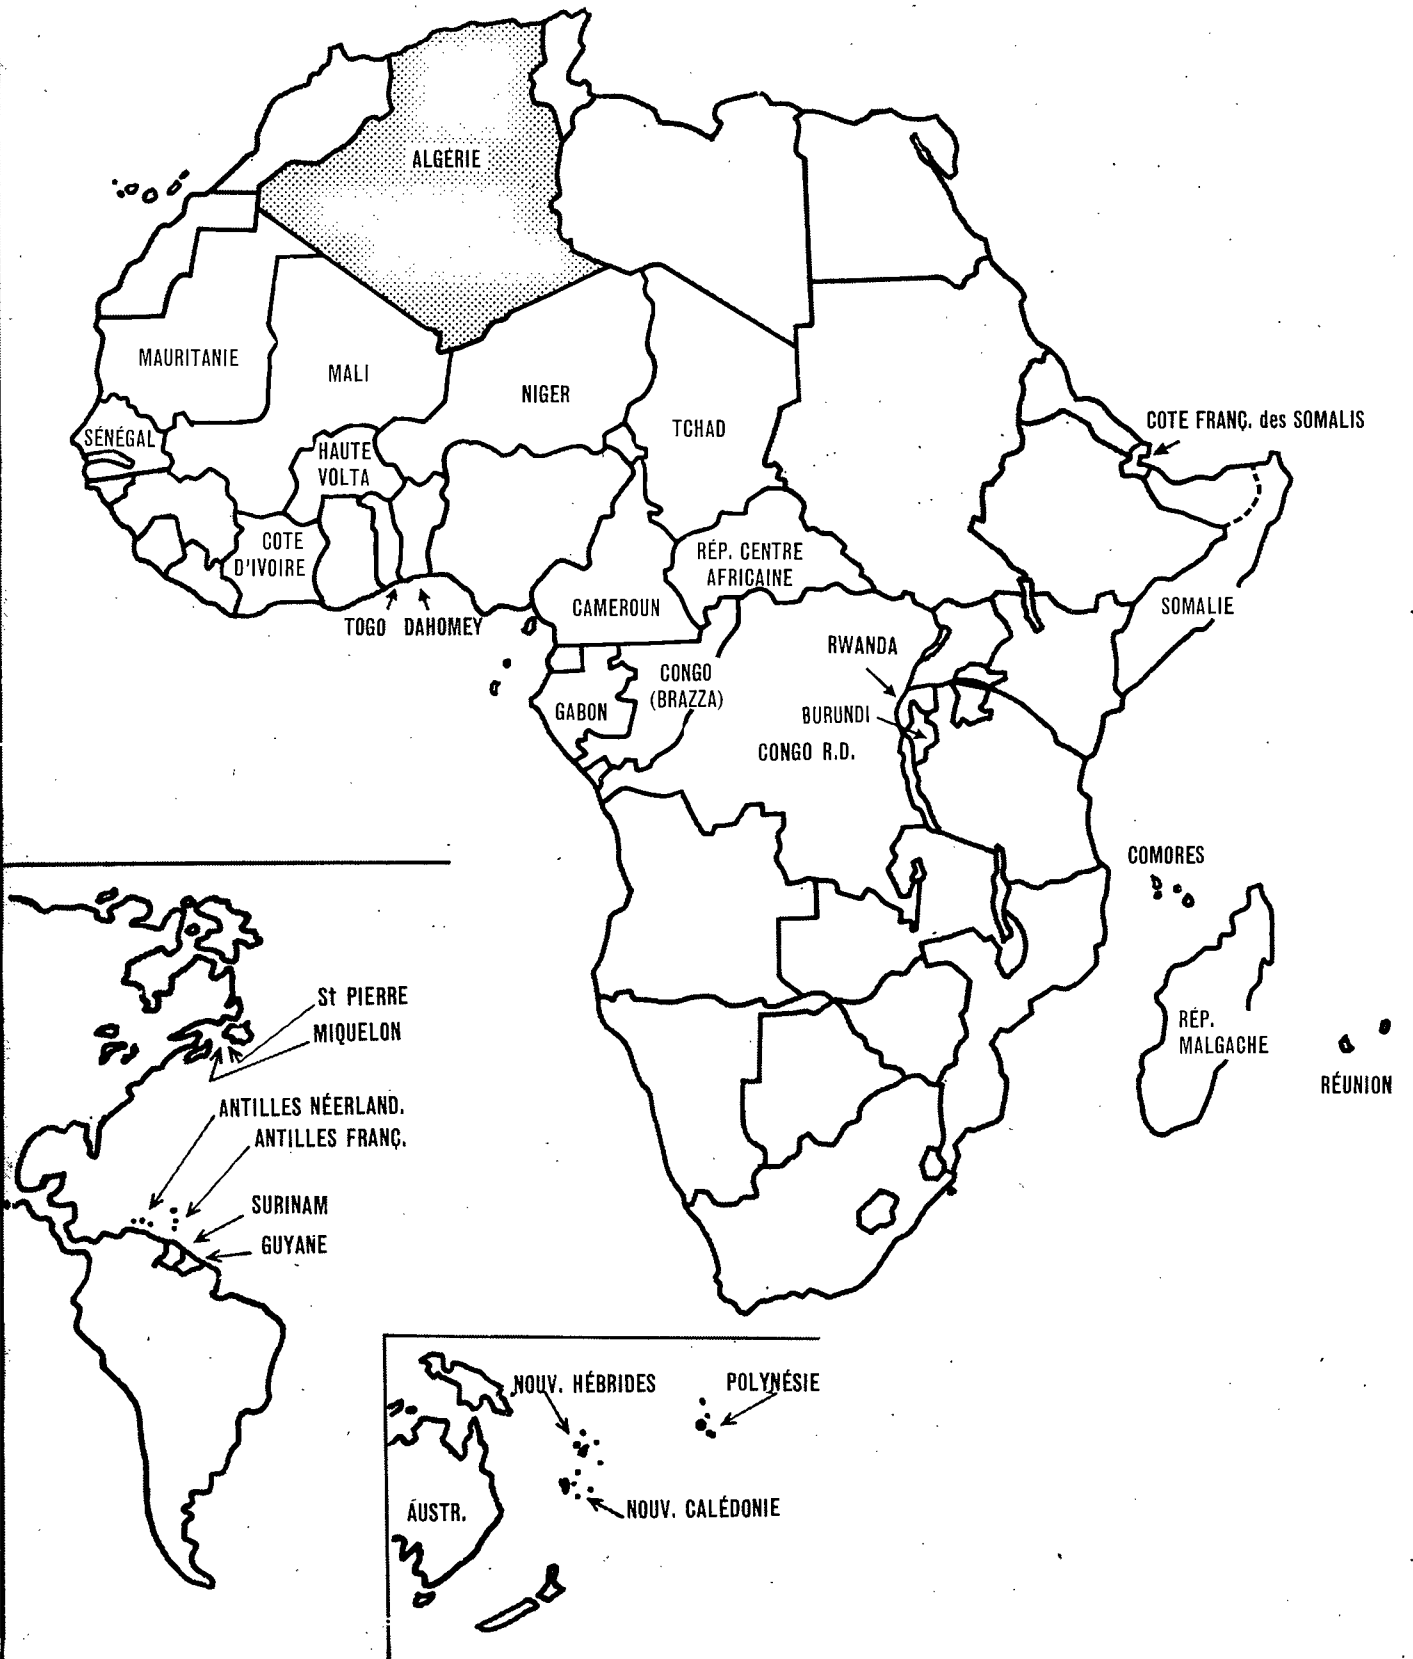 ALGÉRIE
MAURITANIE
MALI
NIGER
TCHAD
SÉNÉGAL
HAUTE
VOLTA
COTE FRANÇ. des SOMALIS
COTE
D'IVOIRE
RÉP. CENTRE
AFRICAINE
TOGO
DAHOMEY
CAMEROUN
SOMALIE
RWANDA
CONGO
(BRAZZA)
GABON
BURUNDI
CONGO R.D.
COMORES
RÉP.
MALGACHE
RÉUNION
St PIERRE
MIQUELON
ANTILLES NÉERLAND.
ANTILLES FRANÇ.
SURINAM
GUYANE
NOUV. HÉBRIDES
POLYNÉSIE
AUSTR.
NOUV. CALÉDONIE